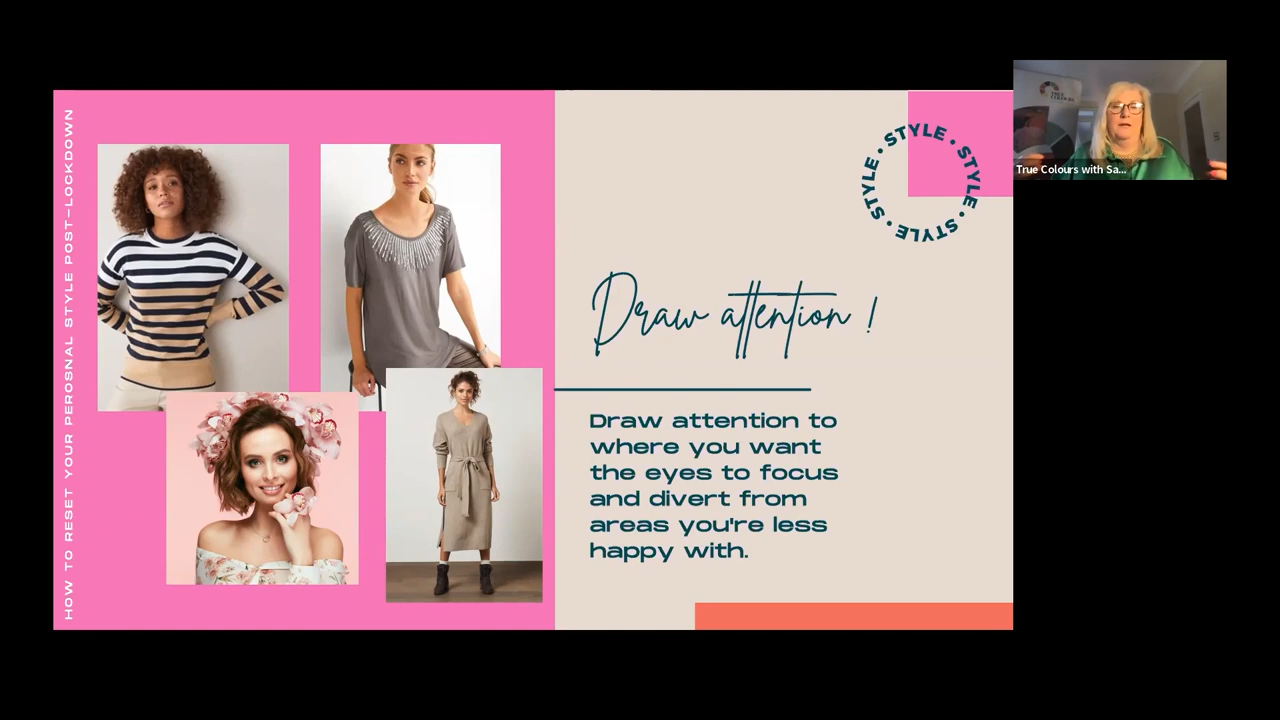 HOW TO RESET YOUR PEROSNAL STYLE POST-LOCKDOWN
STYLE • STYLE • STYLE • STYLE •
Draw attention !
Draw attention to
where you want
the eyes to focus
and divert from
areas you're less
happy with.
True Colours with Sa...